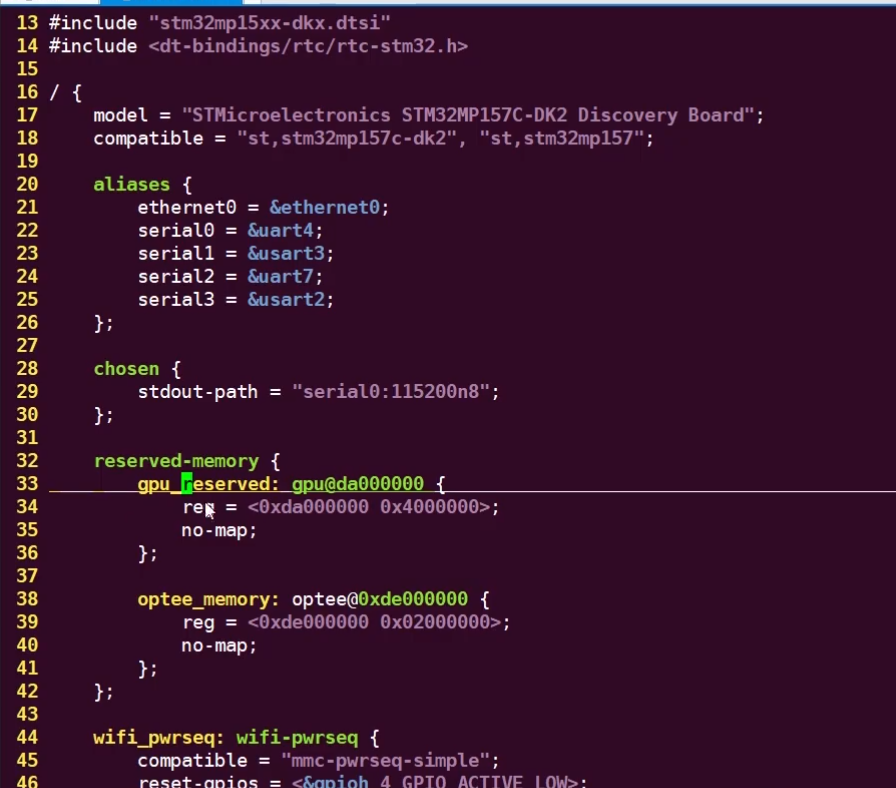 13 #include "stm32mp15xx-dkx.dtsi"
14 #include <dt-bindings/rtc/rtc-stm32.h>
15
16 / {
17     model = "STMicroelectronics STM32MP157C-DK2 Discovery Board";
18     compatible = "st,stm32mp157c-dk2", "st,stm32mp157";
19
20     aliases {
21         ethernet0 = &ethernet0;
22         serial0 = &uart4;
23         serial1 = &usart3;
24         serial2 = &uart7;
25         serial3 = &usart2;
26     };
27
28     chosen {
29         stdout-path = "serial0:115200n8";
30     };
31
32     reserved-memory {
33         gpu_reserved: gpu@da000000 {
34             reg = <0xda000000 0x4000000>;
35             no-map;
36         };
37
38         optee_memory: optee@0xde000000 {
39             reg = <0xde000000 0x02000000>;
40             no-map;
41         };
42     };
43
44     wifi_pwrseq: wifi-pwrseq {
45         compatible = "mmc-pwrseq-simple";
46         reset-gpios = <&gpioh 4 GPIO_ACTIVE_LOW>;